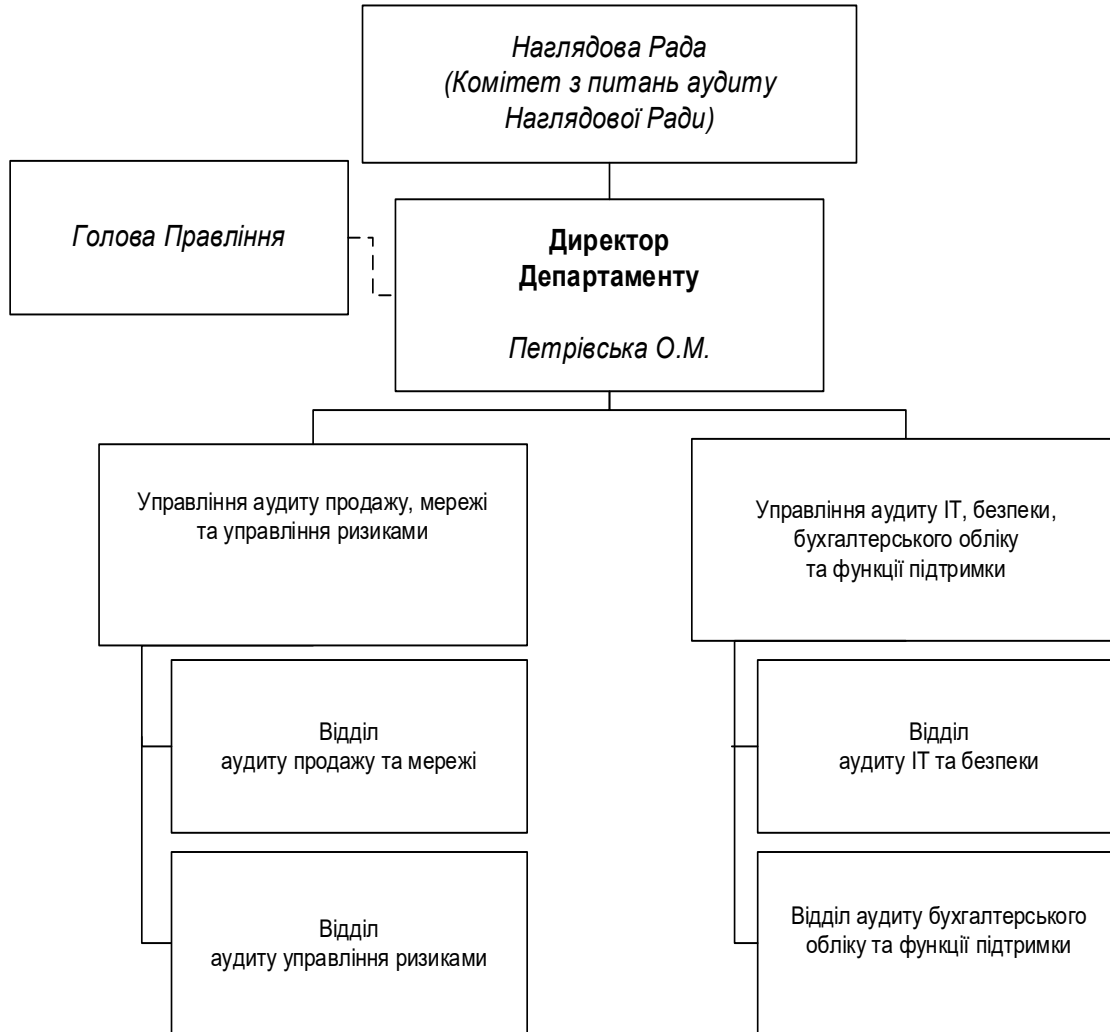 Наглядова Рада
(Комітет з питань аудиту
Наглядової Ради)
Голова Правління
Директор
Департаменту
Петрівська О.М.
Управління аудиту продажу, мережі
та управління ризиками
Управління аудиту ІТ, безпеки,
бухгалтерського обліку
та функції підтримки
Відділ
аудиту продажу та мережі
Відділ
аудиту ІТ та безпеки
Відділ
аудиту управління ризиками
Відділ аудиту бухгалтерського
обліку та функції підтримки